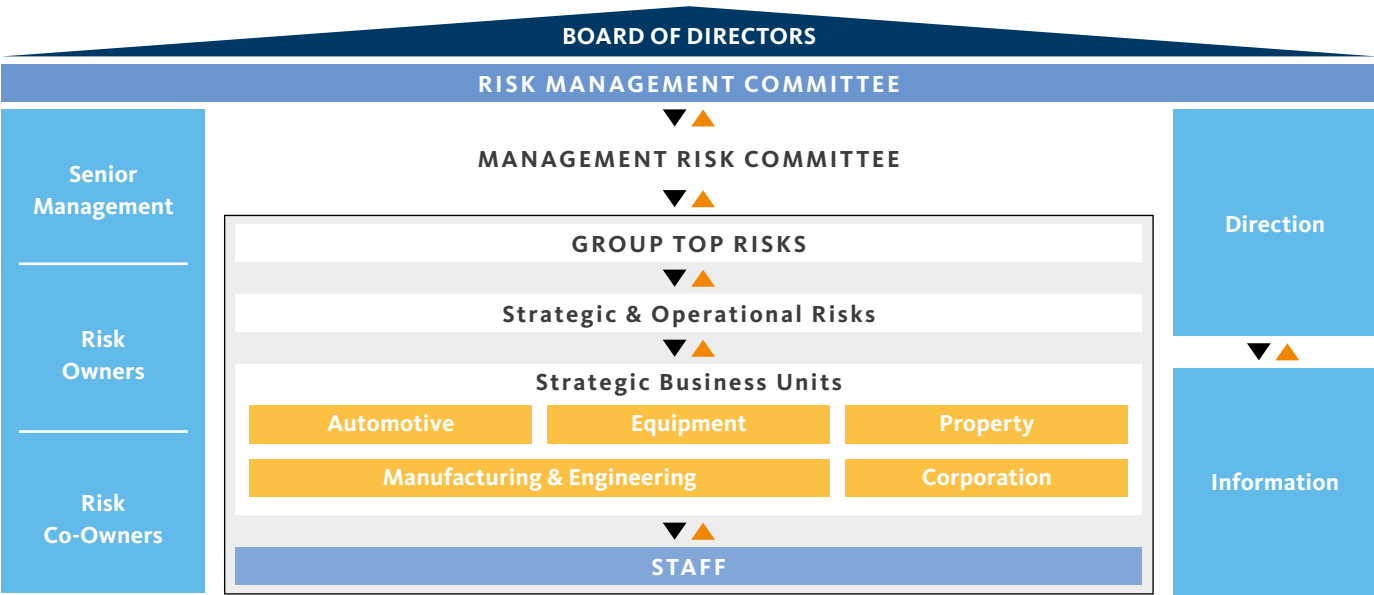 BOARD OF DIRECTORS
RISK MANAGEMENT COMMITTEE
Senior
Management
Risk
Owners
Risk
Co-Owners
MANAGEMENT RISK COMMITTEE
GROUP TOP RISKS
Strategic & Operational Risks
Strategic Business Units
Automotive
Equipment
Property
Manufacturing & Engineering
Corporation
STAFF
Direction
Information